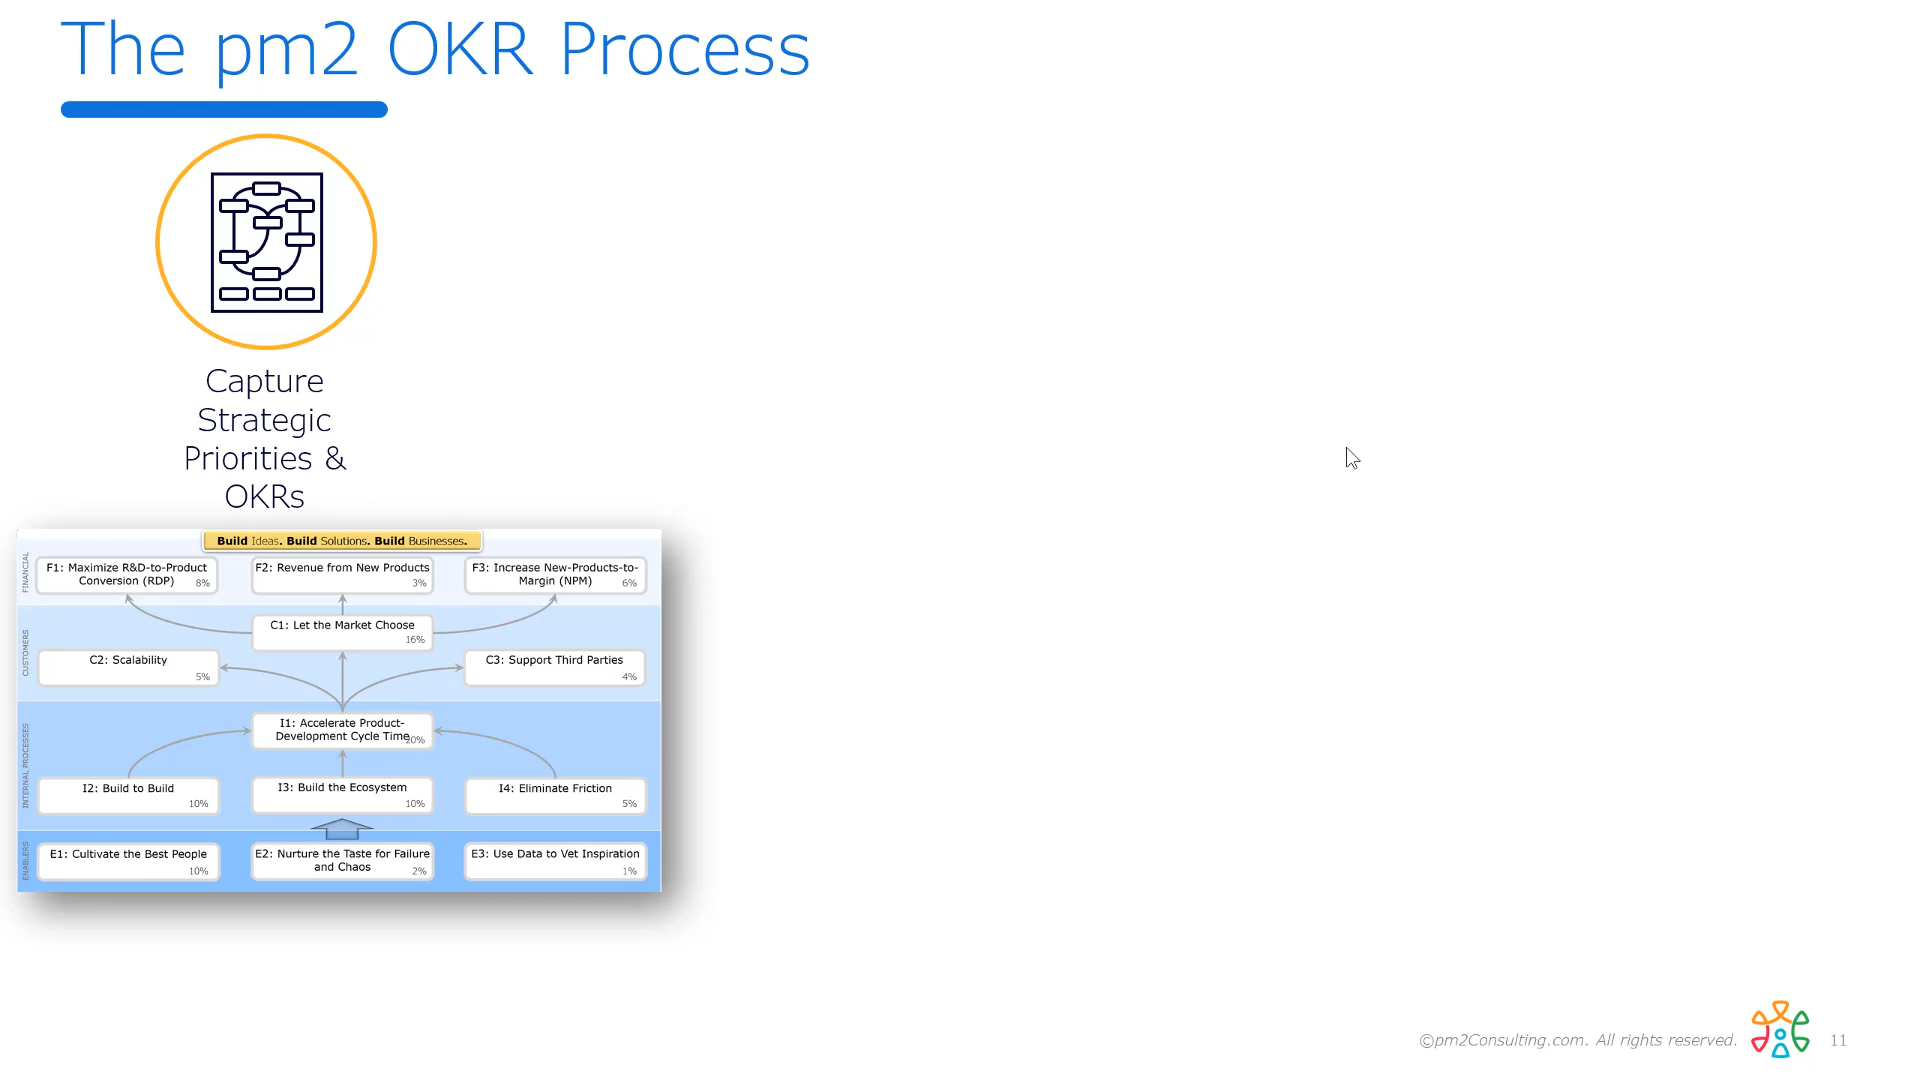 The pm2 OKR Process
Capture
Strategic
Priorities &
OKRs
Build Ideas. Build Solutions. Build Businesses.
FINANCIAL
F1: Maximize R&D-to-Product
Conversion (RDP) 8%
F2: Revenue from New Products
3%
F3: Increase New-Products-to-
Margin (NPM) 6%
CUSTOMERS
C1: Let the Market Choose
16%
C2: Scalability
5%
C3: Support Third Parties
4%
INTERNAL PROCESSES
I1: Accelerate Product-
Development Cycle Time
20%
I2: Build to Build
10%
I3: Build the Ecosystem
10%
I4: Eliminate Friction
5%
ENABLERS
E1: Cultivate the Best People
10%
E2: Nurture the Taste for Failure
and Chaos 2%
E3: Use Data to Vet Inspiration
1%
©pm2Consulting.com. All rights reserved. 11